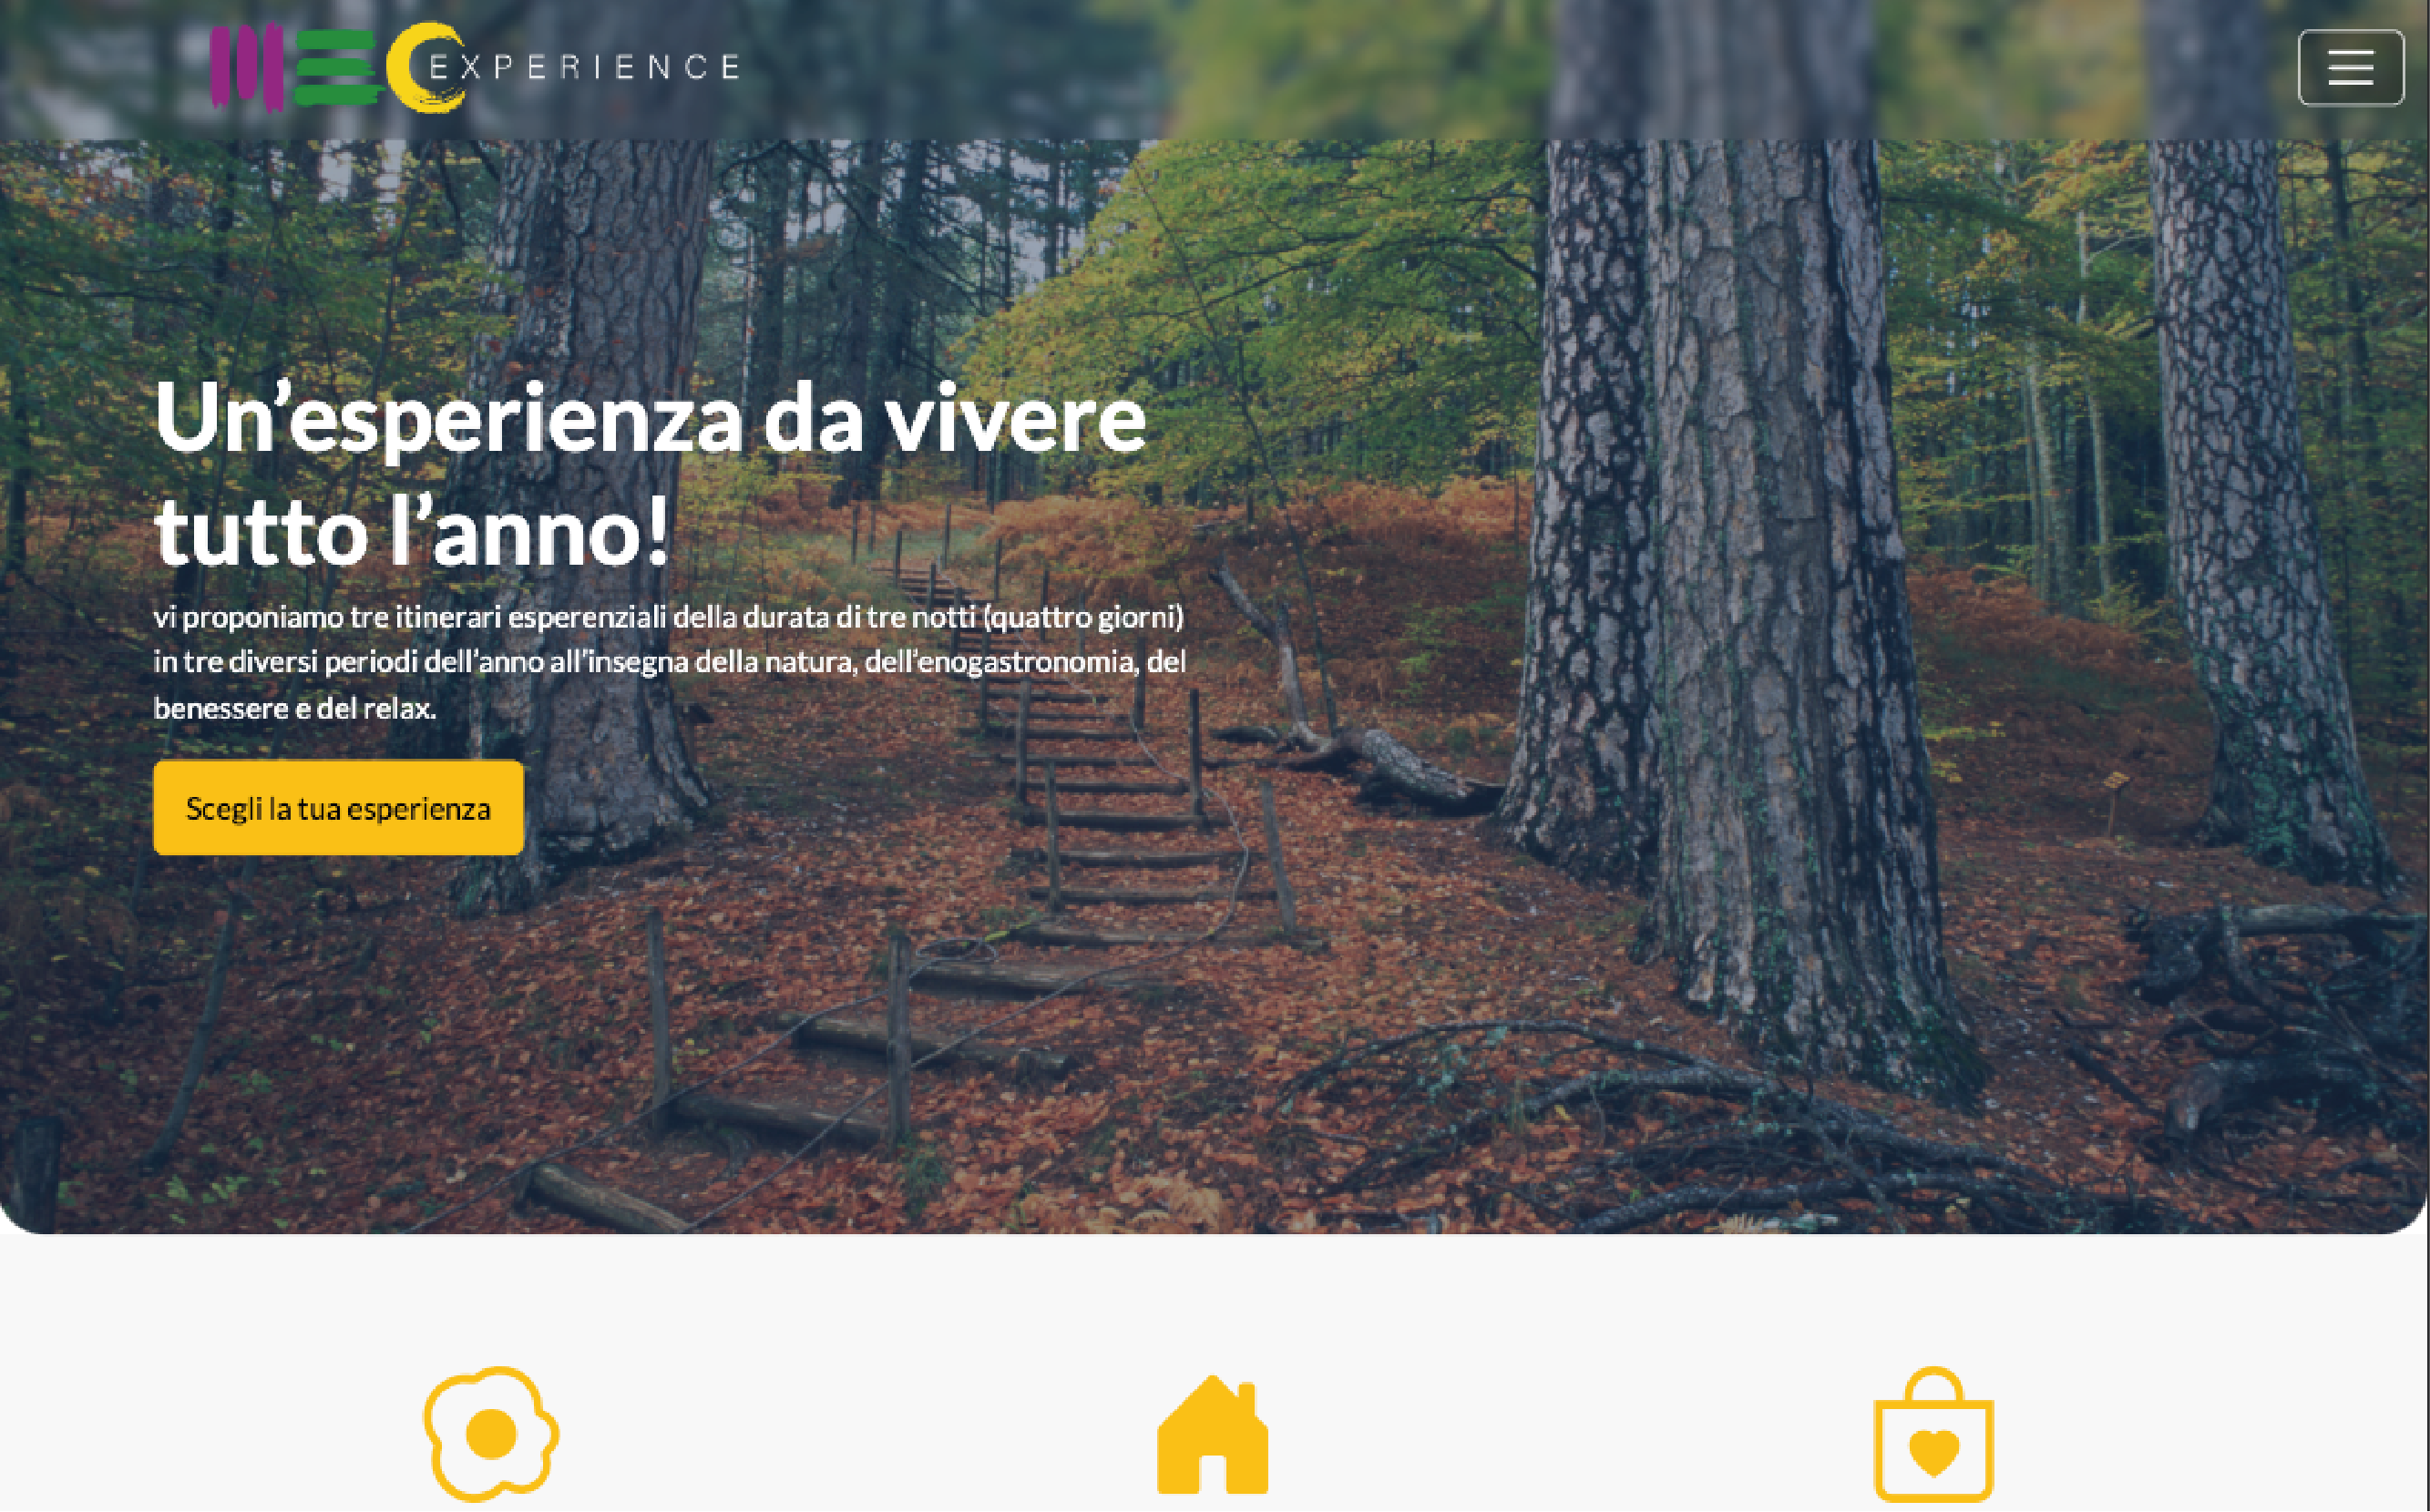 MEC EXPERIENCE
Un’esperienza da vivere
tutto l’anno!
vi proponiamo tre itinerari esperenziali della durata di tre notti (quattro giorni)
in tre diversi periodi dell’anno all’insegna della natura, dell’enogastronomia, del
benessere e del relax.
Scegli la tua esperienza